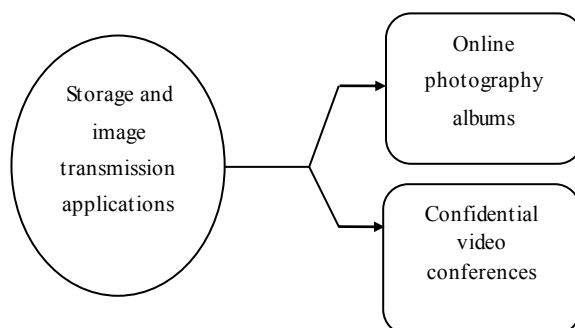 Storage and
image
transmission
applications
Online
photography
albums
Confidential
video
conferences